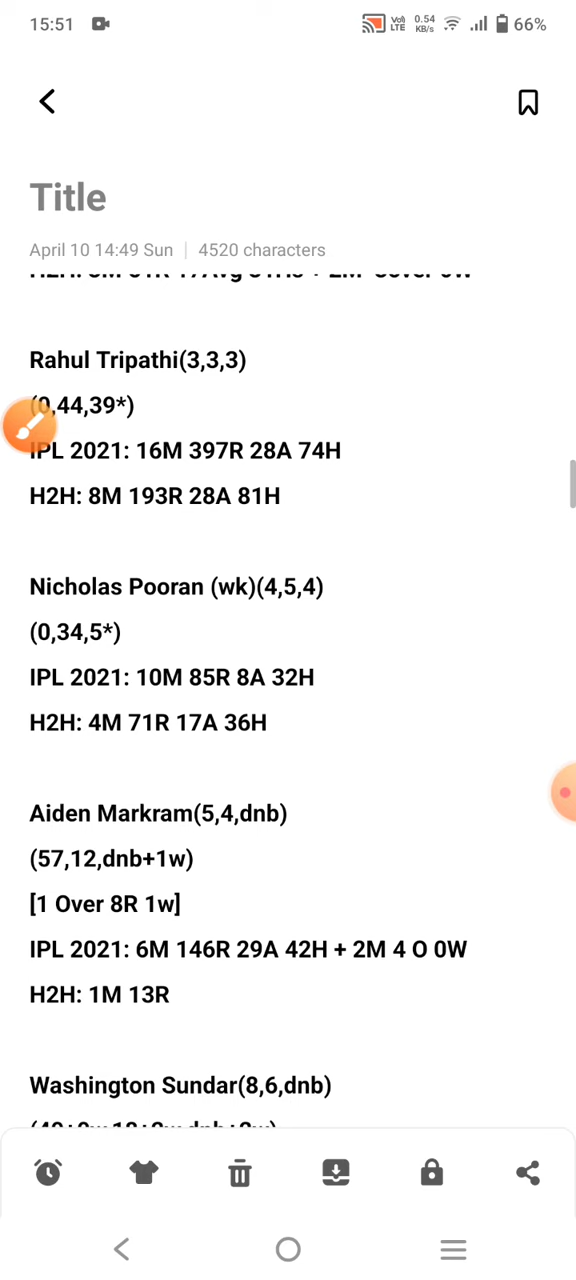 15:51
Vo) LTE 0.54 KB/s 66%
Title
April 10 14:49 Sun | 4520 characters
Rahul Tripathi(3,3,3)
(0,44,39*)
IPL 2021: 16M 397R 28A 74H
H2H: 8M 193R 28A 81H
Nicholas Pooran (wk)(4,5,4)
(0,34,5*)
IPL 2021: 10M 85R 8A 32H
H2H: 4M 71R 17A 36H
Aiden Markram(5,4,dnb)
(57,12,dnb+1w)
[1 Over 8R 1w]
IPL 2021: 6M 146R 29A 42H + 2M 4 O 0W
H2H: 1M 13R
Washington Sundar(8,6,dnb)